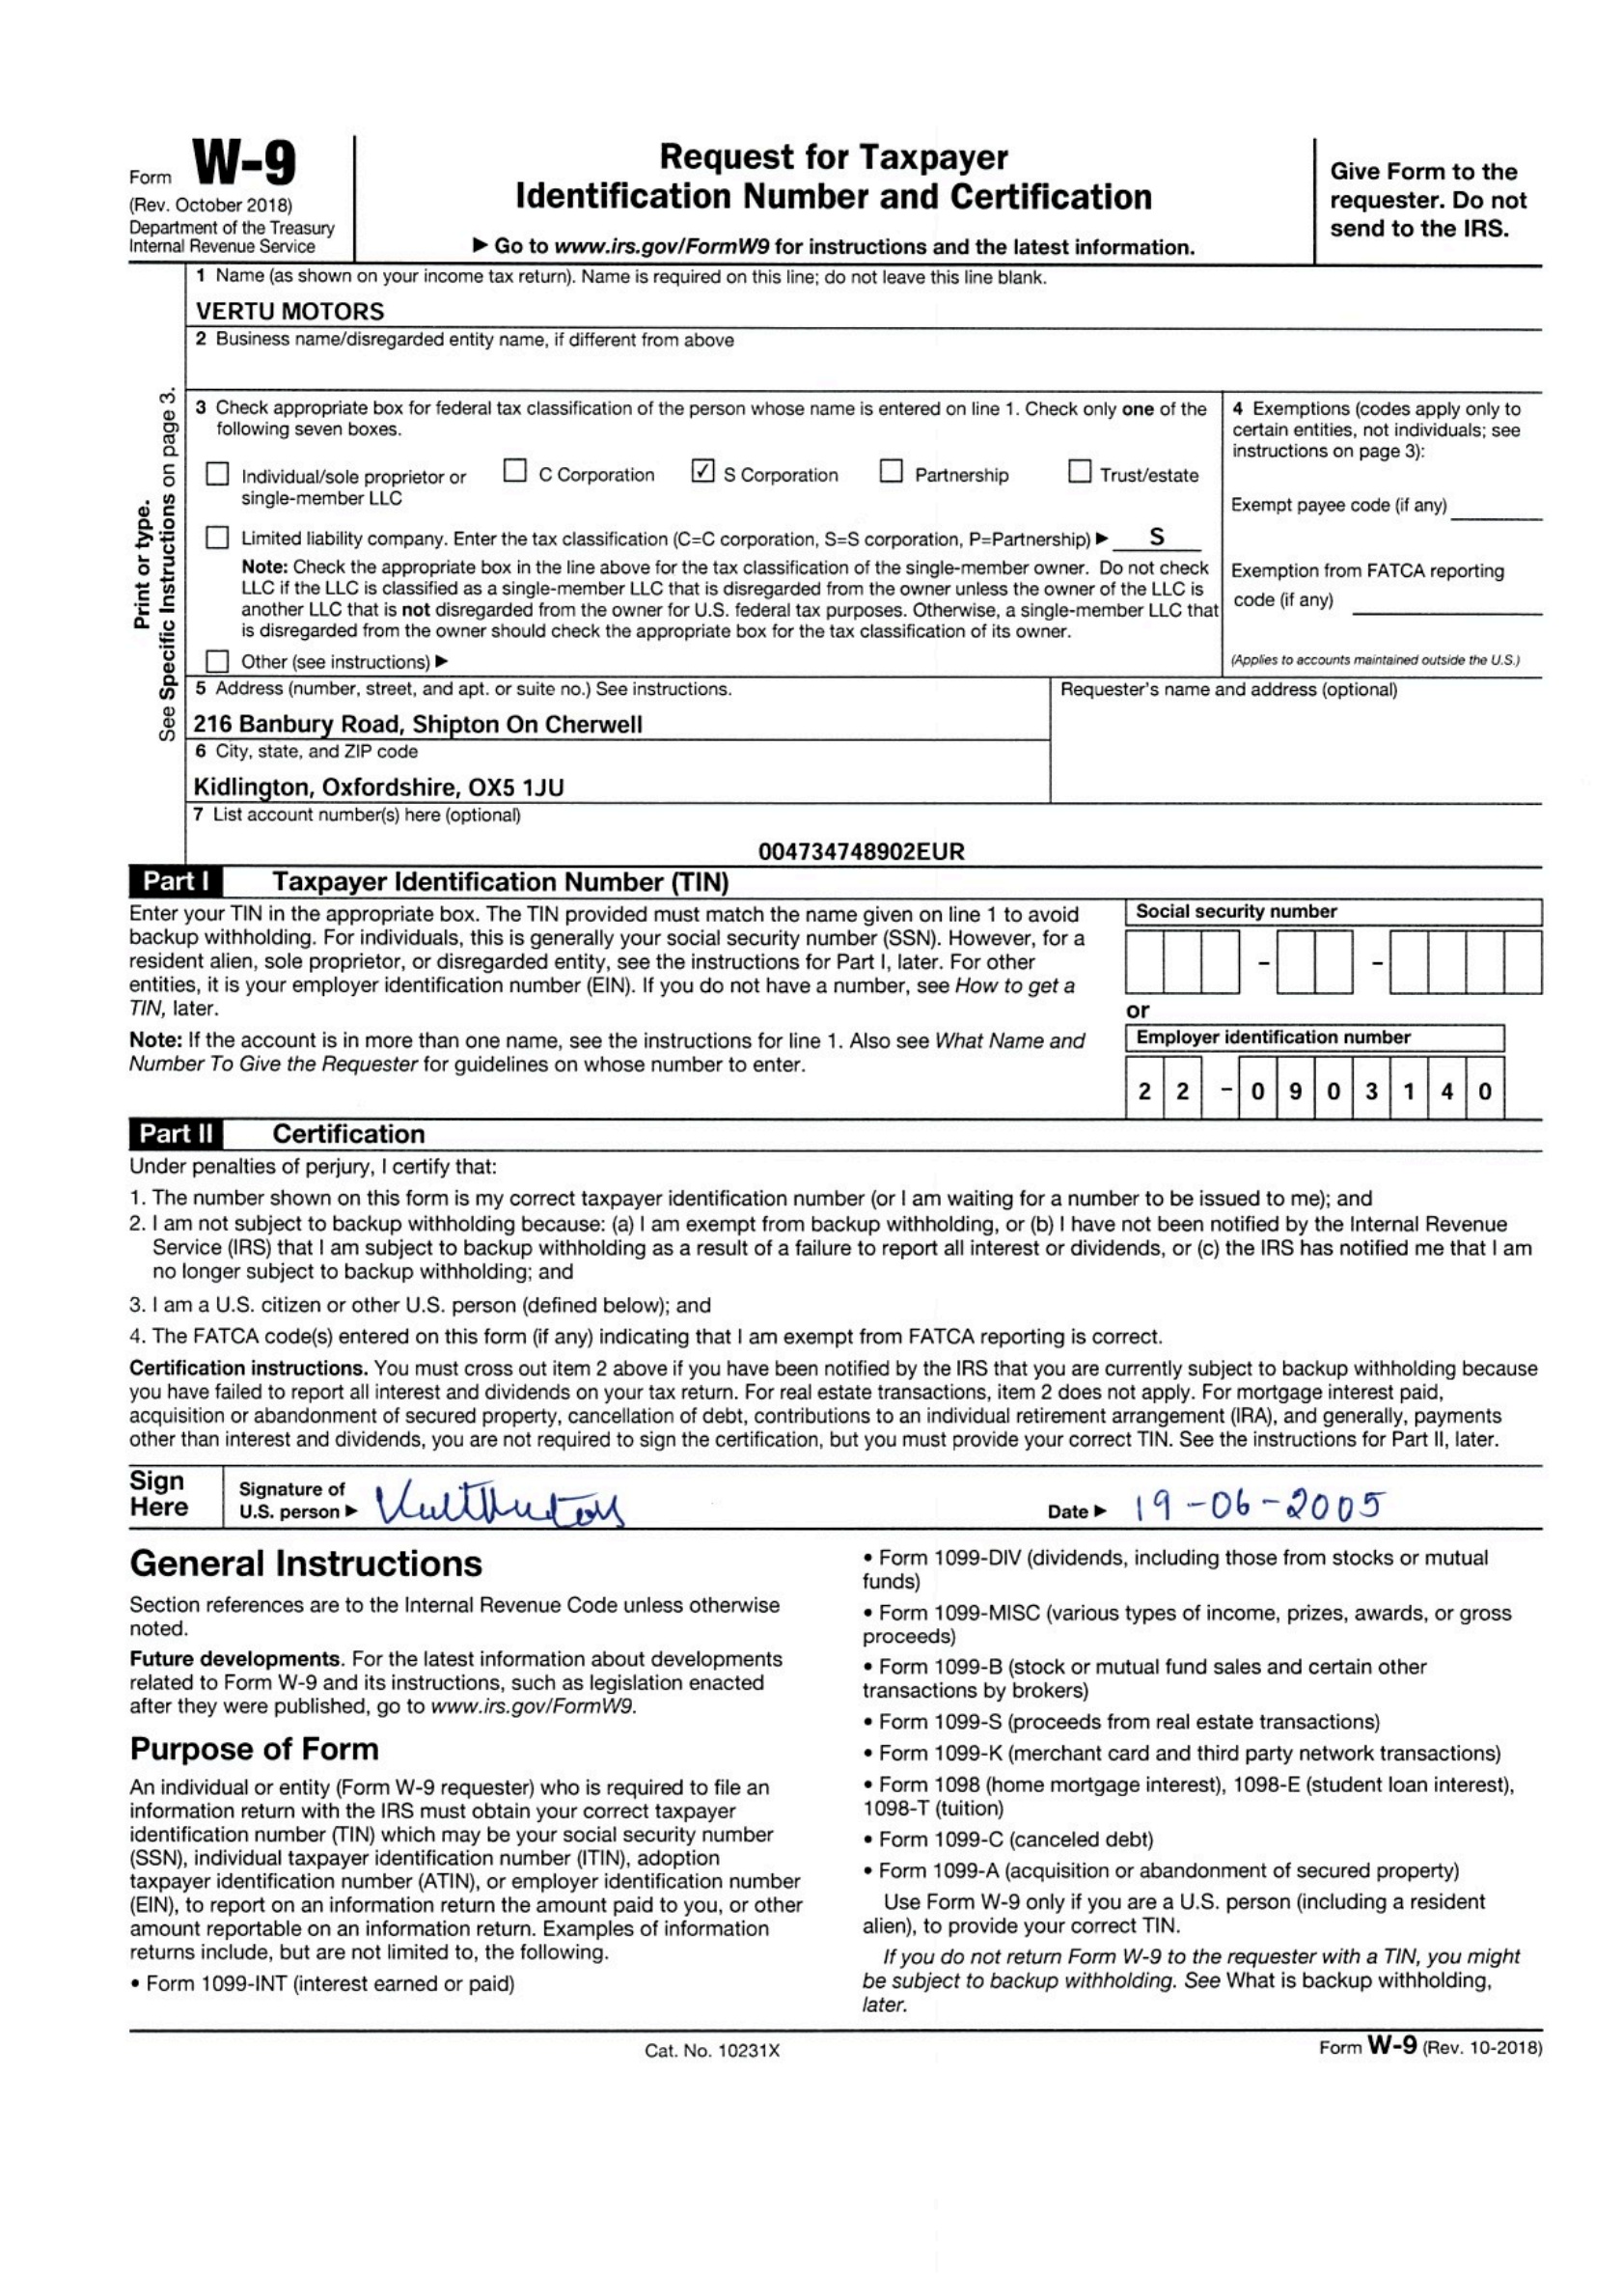 Form W-9
(Rev. October 2018)
Department of the Treasury
Internal Revenue Service
Request for Taxpayer
Identification Number and Certification
▶ Go to www.irs.gov/FormW9 for instructions and the latest information.
Give Form to the
requester. Do not
send to the IRS.
Print or type.
See Specific Instructions on page 3.
1 Name (as shown on your income tax return). Name is required on this line; do not leave this line blank.
VERTU MOTORS
2 Business name/disregarded entity name, if different from above
3 Check appropriate box for federal tax classification of the person whose name is entered on line 1. Check only one of the
following seven boxes.
☐ Individual/sole proprietor or
single-member LLC
☐ C Corporation
☑ S Corporation
☐ Partnership
☐ Trust/estate
☐ Limited liability company. Enter the tax classification (C=C corporation, S=S corporation, P=Partnership) ▶ S
Note: Check the appropriate box in the line above for the tax classification of the single-member owner. Do not check
LLC if the LLC is classified as a single-member LLC that is disregarded from the owner unless the owner of the LLC is
another LLC that is not disregarded from the owner for U.S. federal tax purposes. Otherwise, a single-member LLC that
is disregarded from the owner should check the appropriate box for the tax classification of its owner.
☐ Other (see instructions) ▶
4 Exemptions (codes apply only to
certain entities, not individuals; see
instructions on page 3):
Exempt payee code (if any)
Exemption from FATCA reporting
code (if any)
(Applies to accounts maintained outside the U.S.)
5 Address (number, street, and apt. or suite no.) See instructions.
216 Banbury Road, Shipton On Cherwell
6 City, state, and ZIP code
Kidlington, Oxfordshire, OX5 1JU
Requester's name and address (optional)
7 List account number(s) here (optional)
004734748902EUR
Part I Taxpayer Identification Number (TIN)
Enter your TIN in the appropriate box. The TIN provided must match the name given on line 1 to avoid
backup withholding. For individuals, this is generally your social security number (SSN). However, for a
resident alien, sole proprietor, or disregarded entity, see the instructions for Part I, later. For other
entities, it is your employer identification number (EIN). If you do not have a number, see How to get a
TIN, later.
Note: If the account is in more than one name, see the instructions for line 1. Also see What Name and
Number To Give the Requester for guidelines on whose number to enter.
Social security number
– –
or
Employer identification number
2 2 – 0 9 0 3 1 4 0
Part II Certification
Under penalties of perjury, I certify that:
1. The number shown on this form is my correct taxpayer identification number (or I am waiting for a number to be issued to me); and
2. I am not subject to backup withholding because: (a) I am exempt from backup withholding, or (b) I have not been notified by the Internal Revenue
Service (IRS) that I am subject to backup withholding as a result of a failure to report all interest or dividends, or (c) the IRS has notified me that I am
no longer subject to backup withholding; and
3. I am a U.S. citizen or other U.S. person (defined below); and
4. The FATCA code(s) entered on this form (if any) indicating that I am exempt from FATCA reporting is correct.
Certification instructions. You must cross out item 2 above if you have been notified by the IRS that you are currently subject to backup withholding because
you have failed to report all interest and dividends on your tax return. For real estate transactions, item 2 does not apply. For mortgage interest paid,
acquisition or abandonment of secured property, cancellation of debt, contributions to an individual retirement arrangement (IRA), and generally, payments
other than interest and dividends, you are not required to sign the certification, but you must provide your correct TIN. See the instructions for Part II, later.
Sign
Here
Signature of
U.S. person ▶
Date ▶ 19-06-2005
General Instructions
Section references are to the Internal Revenue Code unless otherwise
noted.
Future developments. For the latest information about developments
related to Form W-9 and its instructions, such as legislation enacted
after they were published, go to www.irs.gov/FormW9.
Purpose of Form
An individual or entity (Form W-9 requester) who is required to file an
information return with the IRS must obtain your correct taxpayer
identification number (TIN) which may be your social security number
(SSN), individual taxpayer identification number (ITIN), adoption
taxpayer identification number (ATIN), or employer identification number
(EIN), to report on an information return the amount paid to you, or other
amount reportable on an information return. Examples of information
returns include, but are not limited to, the following.
• Form 1099-INT (interest earned or paid)
• Form 1099-DIV (dividends, including those from stocks or mutual
funds)
• Form 1099-MISC (various types of income, prizes, awards, or gross
proceeds)
• Form 1099-B (stock or mutual fund sales and certain other
transactions by brokers)
• Form 1099-S (proceeds from real estate transactions)
• Form 1099-K (merchant card and third party network transactions)
• Form 1098 (home mortgage interest), 1098-E (student loan interest),
1098-T (tuition)
• Form 1099-C (canceled debt)
• Form 1099-A (acquisition or abandonment of secured property)
Use Form W-9 only if you are a U.S. person (including a resident
alien), to provide your correct TIN.
If you do not return Form W-9 to the requester with a TIN, you might
be subject to backup withholding. See What is backup withholding,
later.
Cat. No. 10231X
Form W-9 (Rev. 10-2018)